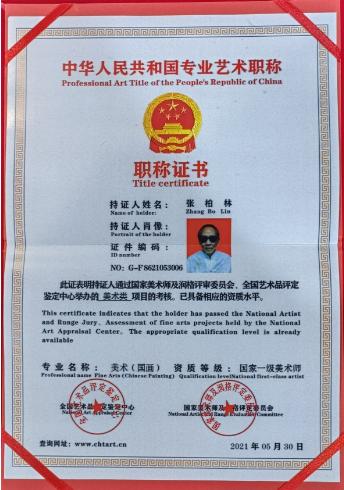 中华人民共和国专业艺术职称
Professional Art Title of the People's Republic of China
职称证书
Title certificate
持证人姓名： 张柏林
Name of holder: Zhang Bo Lin
持证人肖像：
Portrait of the holder
证件编码：
ID number
NO: G-F8621053006
此证表明持证人通过国家美术师及润格评审委员会、全国艺术品评定
鉴定中心举办的 美术类 项目的考核。已具备相应的资质水平。
This certificate indicates that the holder has passed the National Artist
and Runge Jury, Assessment of fine arts projects held by the National
Art Appraisal Center, The appropriate qualification level is already
available
专业名称： 美术（国画） 资质等级： 国家一级美术师
Professional name Fine Arts (Chinese Painting) Qualification level National first-class artist
全国艺术品评定鉴定中心 国家美术师及润格评审委员会
National Art Appraisal Center National Artist and Runge Evaluation Committee
查询网址：www.chtart.cn 2021 年 05 月 30 日